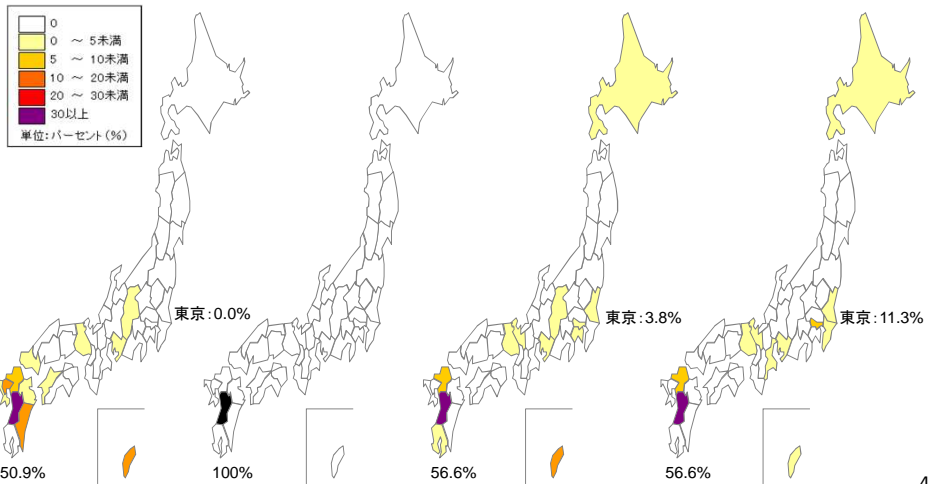 0
0 ～ 5未満
5 ～ 10未満
10 ～ 20未満
20 ～ 30未満
30以上
単位：パーセント（%）
東京：0.0%
東京：3.8%
東京：11.3%
50.9%
100%
56.6%
56.6%
4